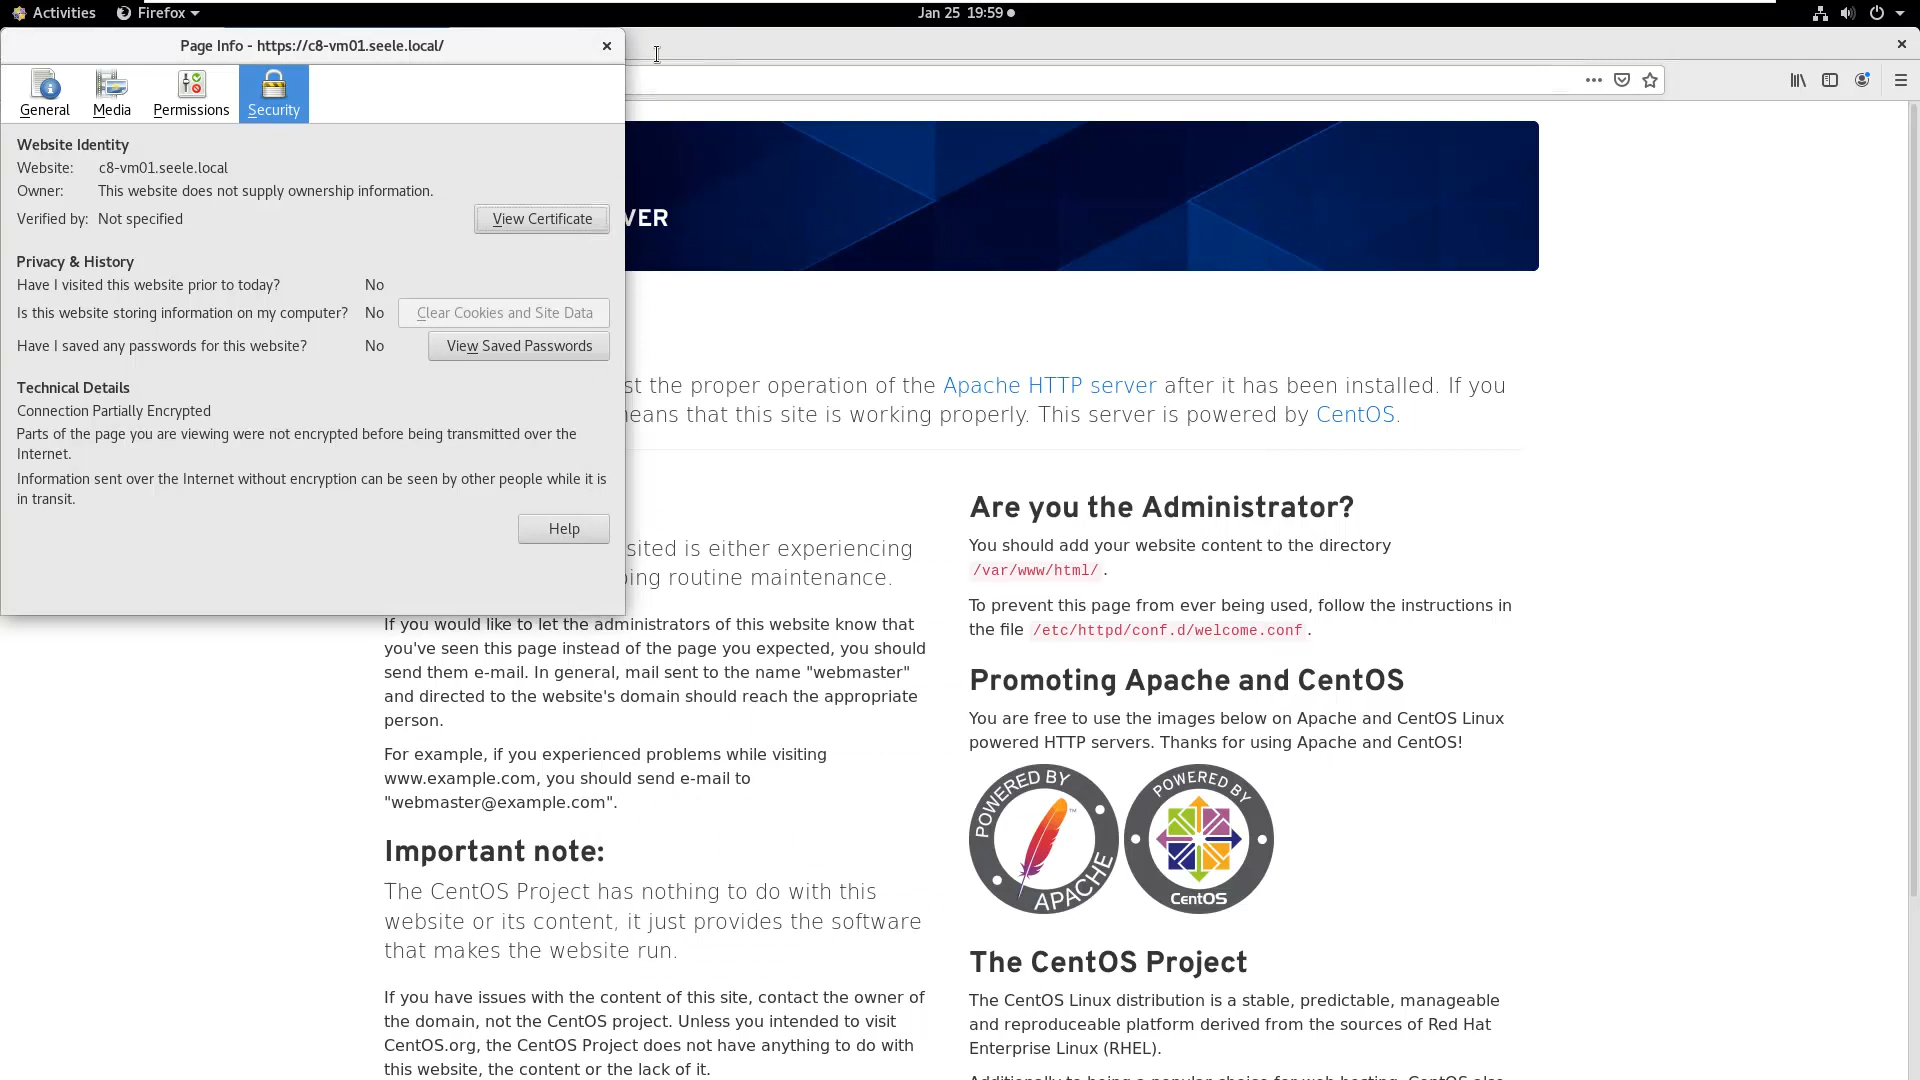 Activities
Firefox
Jan 25 19:59
Page Info - https://c8-vm01.seele.local/
General
Media
Permissions
Security
Website Identity
Website: c8-vm01.seele.local
Owner: This website does not supply ownership information.
Verified by: Not specified
View Certificate
Privacy & History
Have I visited this website prior to today? No
Is this website storing information on my computer? No
Clear Cookies and Site Data
Have I saved any passwords for this website? No
View Saved Passwords
Technical Details
Connection Partially Encrypted
Parts of the page you are viewing were not encrypted before being transmitted over the
Internet.
Information sent over the Internet without encryption can be seen by other people while it is
in transit.
Help
VER
the proper operation of the Apache HTTP server after it has been installed. If you
that this site is working properly. This server is powered by CentOS.
is either experiencing
routine maintenance.
If you would like to let the administrators of this website know that
you've seen this page instead of the page you expected, you should
send them e-mail. In general, mail sent to the name "webmaster"
and directed to the website's domain should reach the appropriate
person.
For example, if you experienced problems while visiting
www.example.com, you should send e-mail to
"webmaster@example.com".
Important note:
The CentOS Project has nothing to do with this
website or its content, it just provides the software
that makes the website run.
If you have issues with the content of this site, contact the owner of
the domain, not the CentOS project. Unless you intended to visit
CentOS.org, the CentOS Project does not have anything to do with
this website, the content or the lack of it.
Are you the Administrator?
You should add your website content to the directory
/var/www/html/.
To prevent this page from ever being used, follow the instructions in
the file /etc/httpd/conf.d/welcome.conf.
Promoting Apache and CentOS
You are free to use the images below on Apache and CentOS Linux
powered HTTP servers. Thanks for using Apache and CentOS!
POWERED BY
APACHE
POWERED BY
CentOS
The CentOS Project
The CentOS Linux distribution is a stable, predictable, manageable
and reproduceable platform derived from the sources of Red Hat
Enterprise Linux (RHEL).